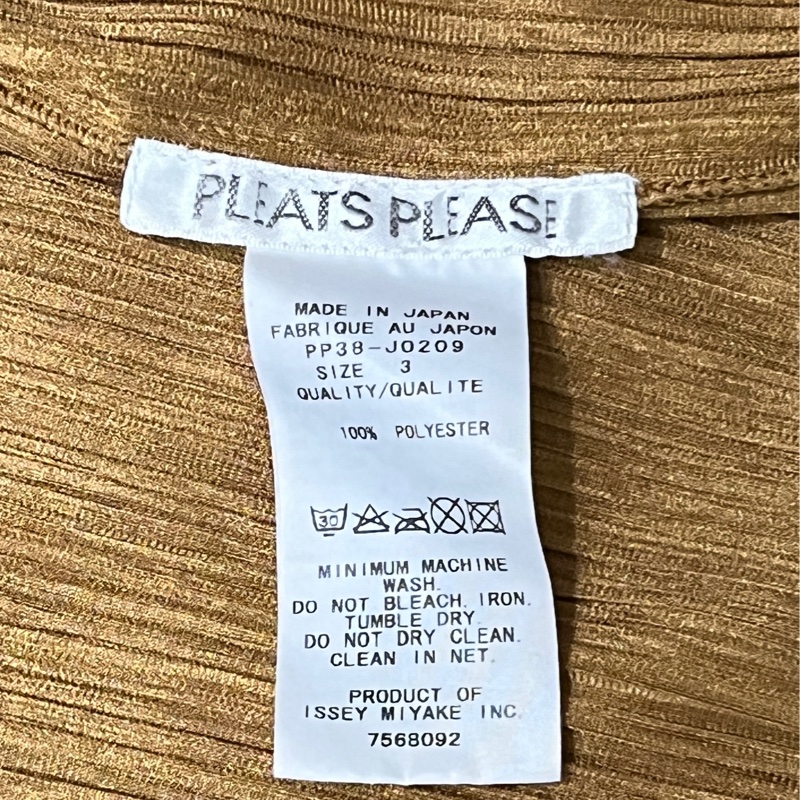 PLEATS PLEASE
MADE IN JAPAN
FABRIQUE AU JAPON
PP38-J0209
SIZE 3
QUALITY/QUALITE
100% POLYESTER
30
MINIMUM MACHINE
WASH.
DO NOT BLEACH. IRON.
TUMBLE DRY.
DO NOT DRY CLEAN.
CLEAN IN NET.
PRODUCT OF
ISSEY MIYAKE INC.
7568092